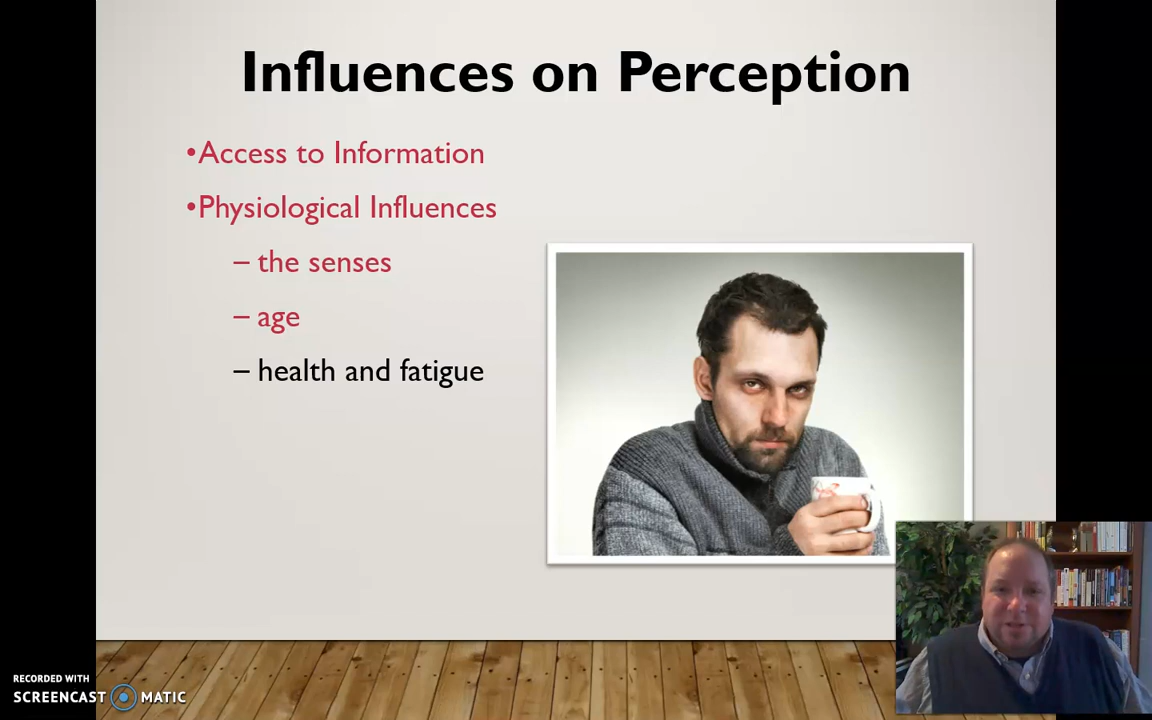 Influences on Perception
•Access to Information
•Physiological Influences
– the senses
– age
– health and fatigue
RECORDED WITH
SCREENCAST MATIC